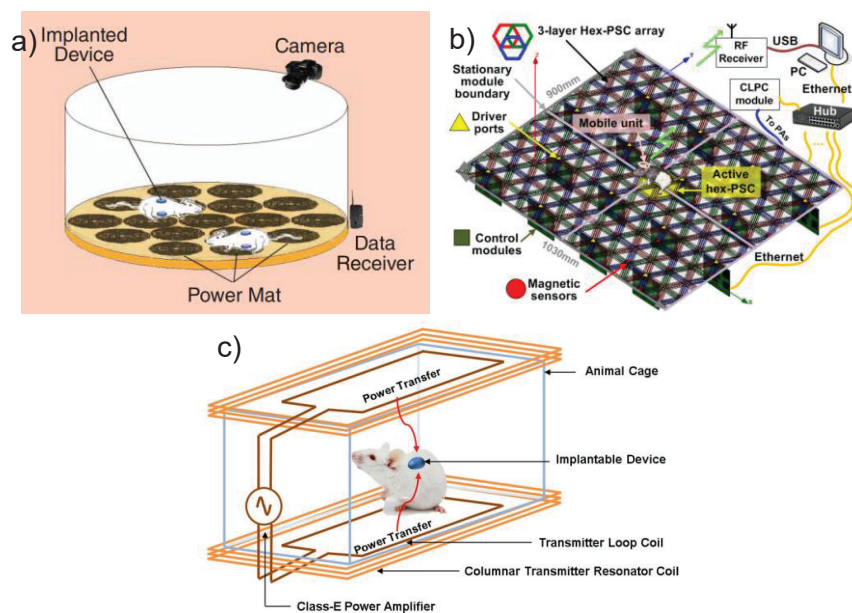 a)
Implanted
Device
Camera
Data
Receiver
Power Mat
b)
3-layer Hex-PSC array
Stationary
module
boundary
900mm
Driver
ports
Mobile unit
RF
Receiver
USB
PC
Ethernet
CLPC
module
Hub
To PAs
...
Active
hex-PSC
Control
modules
1030mm
Magnetic
sensors
Ethernet
z
Y
X
c)
Power Transfer
Animal Cage
Implantable Device
Power Transfer
Transmitter Loop Coil
Columnar Transmitter Resonator Coil
Class-E Power Amplifier